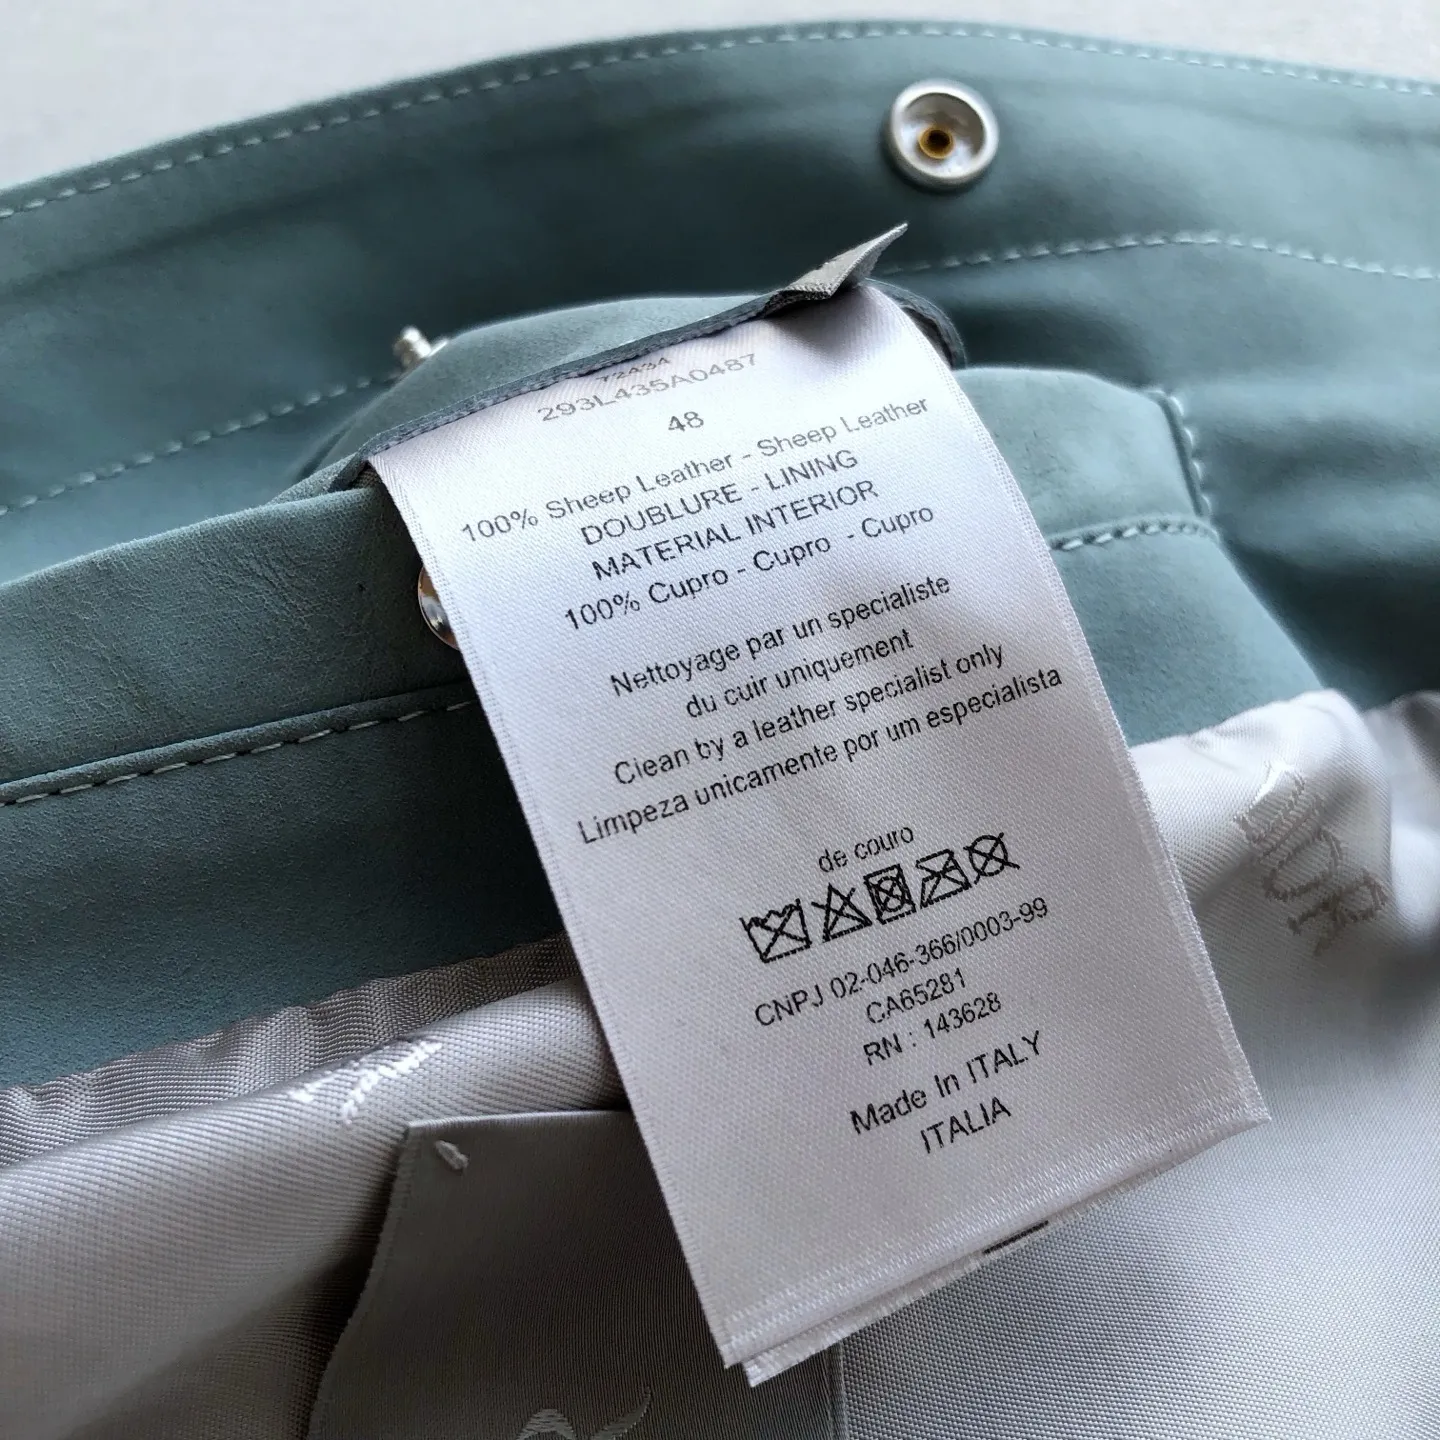 72434
293L435A0487
48
100% Sheep Leather - Sheep Leather
DOUBLURE - LINING
MATERIAL INTERIOR
100% Cupro - Cupro - Cupro
Nettoyage par un specialiste
du cuir uniquement
Clean by a leather specialist only
Limpeza unicamente por um especialista
de couro
CNPJ 02-046-366/0003-99
CA65281
RN : 143628
Made In ITALY
ITALIA
Dior